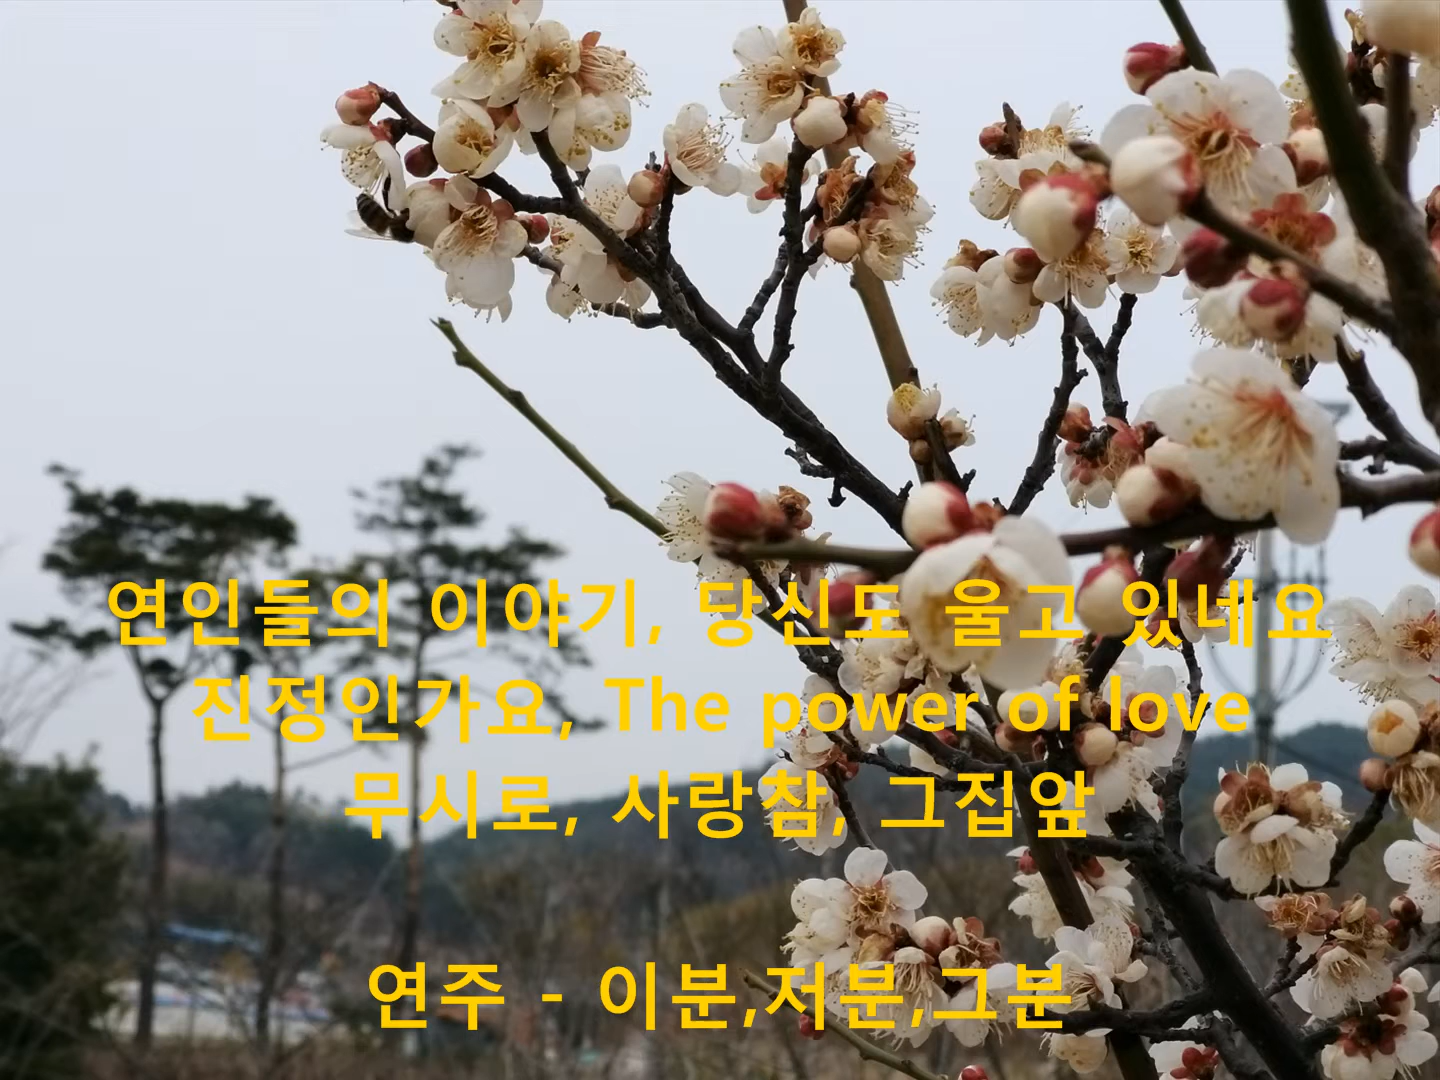 연인들의 이야기, 당신도 울고 있네요
진정인가요, The power of love
무시로, 사랑참, 그집앞
연주 - 이분,저분,그분